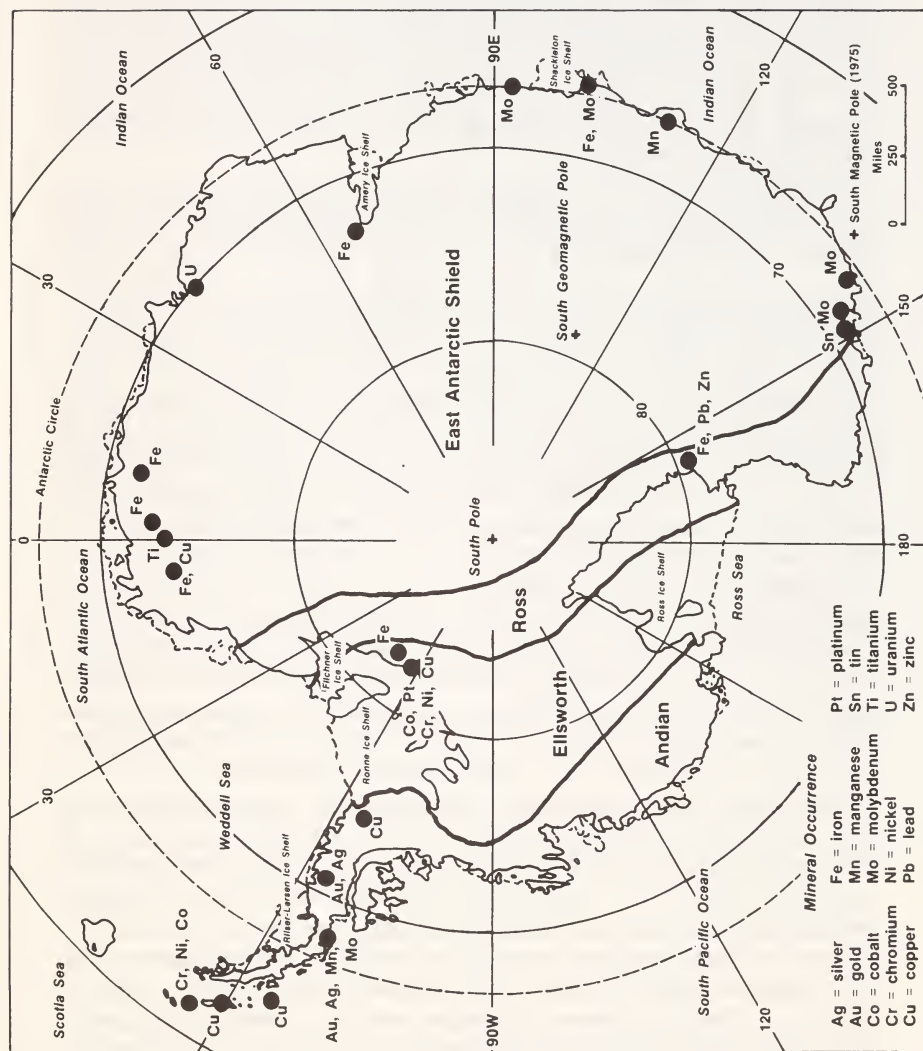 Scotia Sea
30
Weddell Sea
South Atlantic Ocean
0
Antarctic Circle
30
Indian Ocean
60
Cr, Ni, Co
Cu
Cu
Au, Ag, Mn,
Mo
Au, Ag
Cu
Riiser-Larsen Ice Shelf
Ronne Ice Shelf
Filchner
Ice Shelf
Fe
Co, Pt
Cr, Ni, Cu
Fe, Cu
Ti
Fe
Fe
U
Fe
Amery Ice Shelf
90W
90E
Mo
Shackleton
Ice Shelf
Fe, Mo
Mn
South Pole
East Antarctic Shield
South Geomagnetic Pole
Ross
Ellsworth
Andian
80
70
Fe, Pb, Zn
Ross Ice Shelf
Ross Sea
Sn
Mo
Mo
South Pacific Ocean
120
180
150
120
Indian Ocean
South Magnetic Pole (1975)
Miles
0 250 500
Mineral Occurrence
Ag = silver
Au = gold
Co = cobalt
Cr = chromium
Cu = copper
Fe = iron
Mn = manganese
Mo = molybdenum
Ni = nickel
Pb = lead
Pt = platinum
Sn = tin
Ti = titanium
U = uranium
Zn = zinc